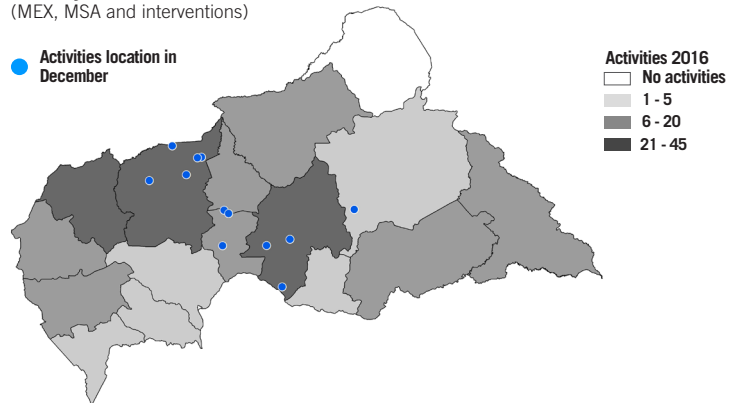 (MEX, MSA and interventions)
Activities location in
December
Activities 2016
No activities
1 - 5
6 - 20
21 - 45